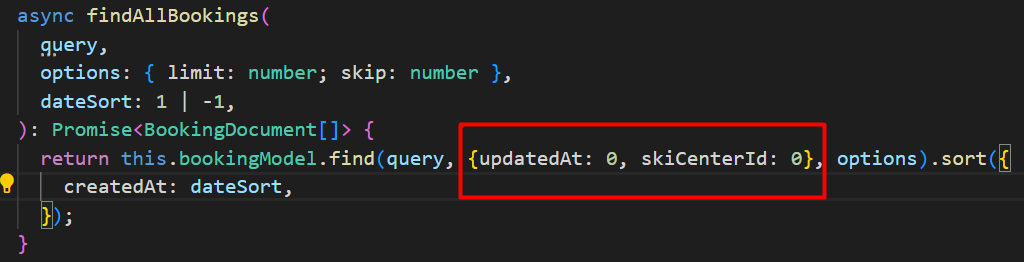 async findAllBookings(
query,
options: { limit: number; skip: number },
dateSort: 1 | -1,
): Promise<BookingDocument[]> {
return this.bookingModel.find(query, {updatedAt: 0, skiCenterId: 0}, options).sort({
createdAt: dateSort,
});
}